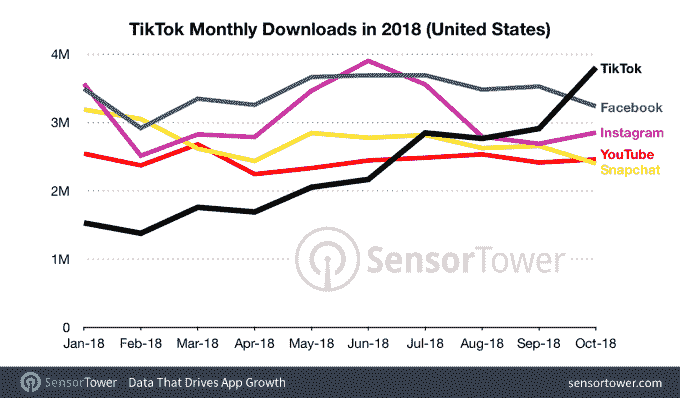 TikTok Monthly Downloads in 2018 (United States)
4M
3M
2M
1M
0
TikTok
Facebook
Instagram
YouTube
Snapchat
SensorTower
Jan-18 Feb-18 Mar-18 Apr-18 May-18 Jun-18 Jul-18 Aug-18 Sep-18 Oct-18
SensorTower Data That Drives App Growth sensortower.com